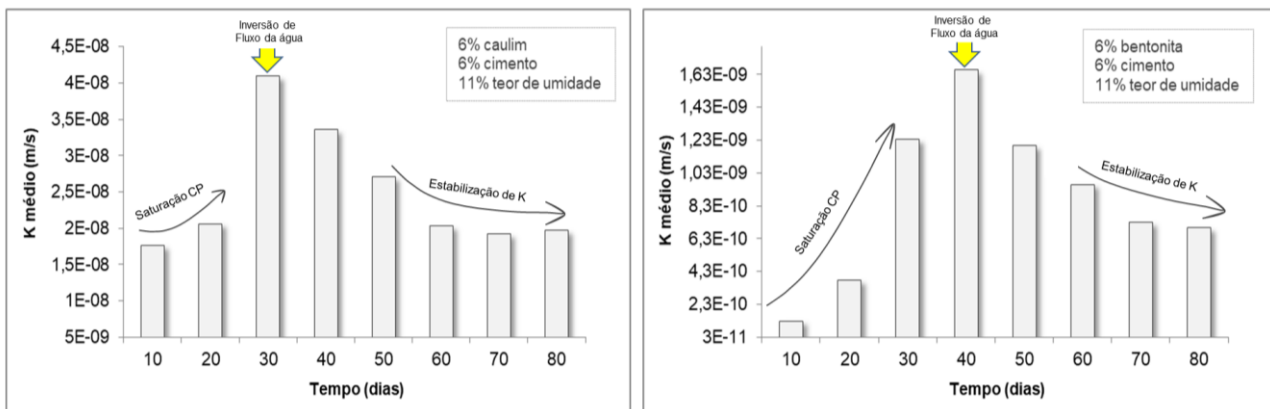 Inversão de
Fluxo da água
6% caulim
6% cimento
11% teor de umidade
K médio (m/s)
4,5E-08
4E-08
3,5E-08
3E-08
2,5E-08
2E-08
1,5E-08
1E-08
5E-09
Saturação CP
Estabilização de K
10 20 30 40 50 60 70 80
Tempo (dias)
Inversão de
Fluxo da água
6% bentonita
6% cimento
11% teor de umidade
K médio (m/s)
1,63E-09
1,43E-09
1,23E-09
1,03E-09
8,3E-10
6,3E-10
4,3E-10
2,3E-10
3E-11
Saturação CP
Estabilização de K
10 20 30 40 50 60 70 80
Tempo (dias)